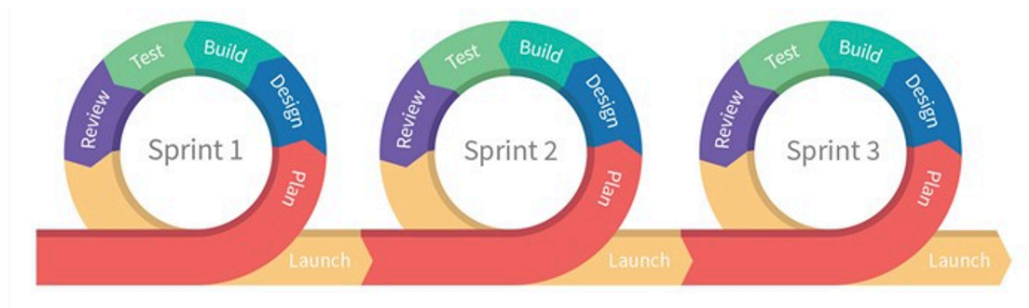 Test Build Design Review Sprint 1 Plan Launch
Test Build Design Review Sprint 2 Plan Launch
Test Build Design Review Sprint 3 Plan Launch